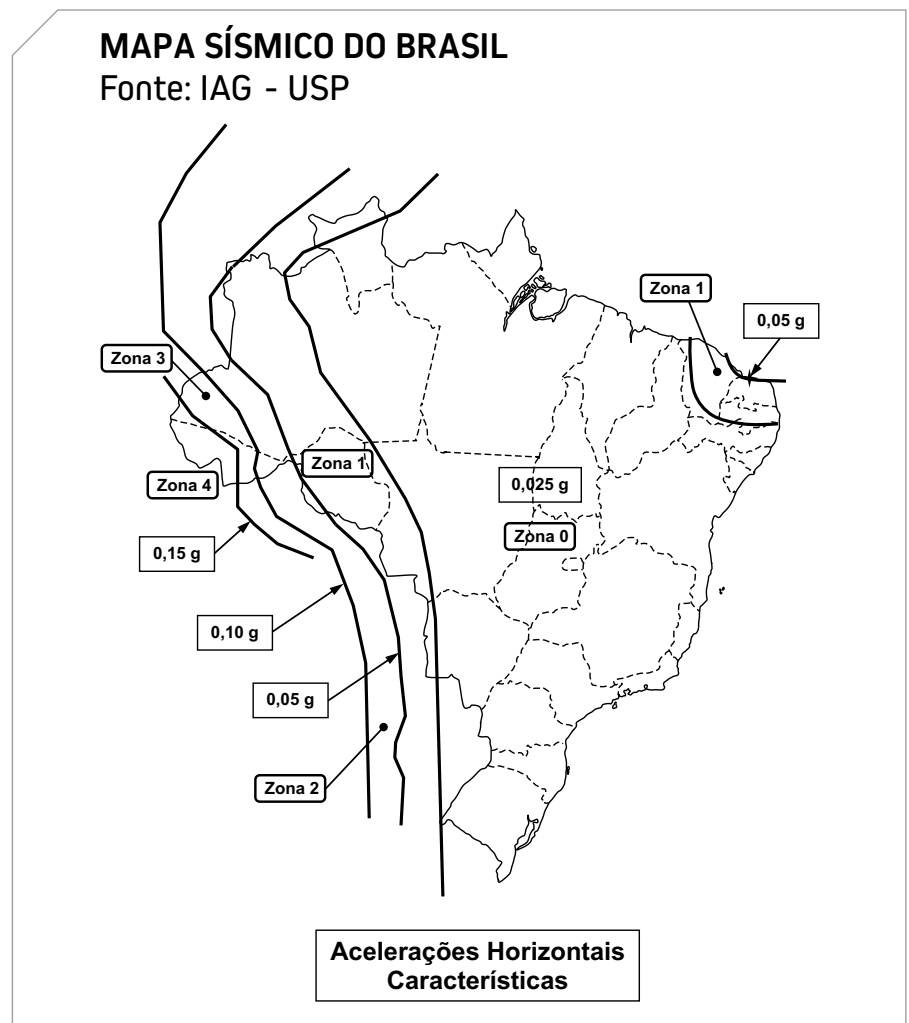 MAPA SÍSMICO DO BRASIL
Fonte: IAG - USP
Zona 1
0,05 g
Zona 3
Zona 1
Zona 4
0,025 g
Zona 0
0,15 g
0,10 g
0,05 g
Zona 2
Acelerações Horizontais
Características